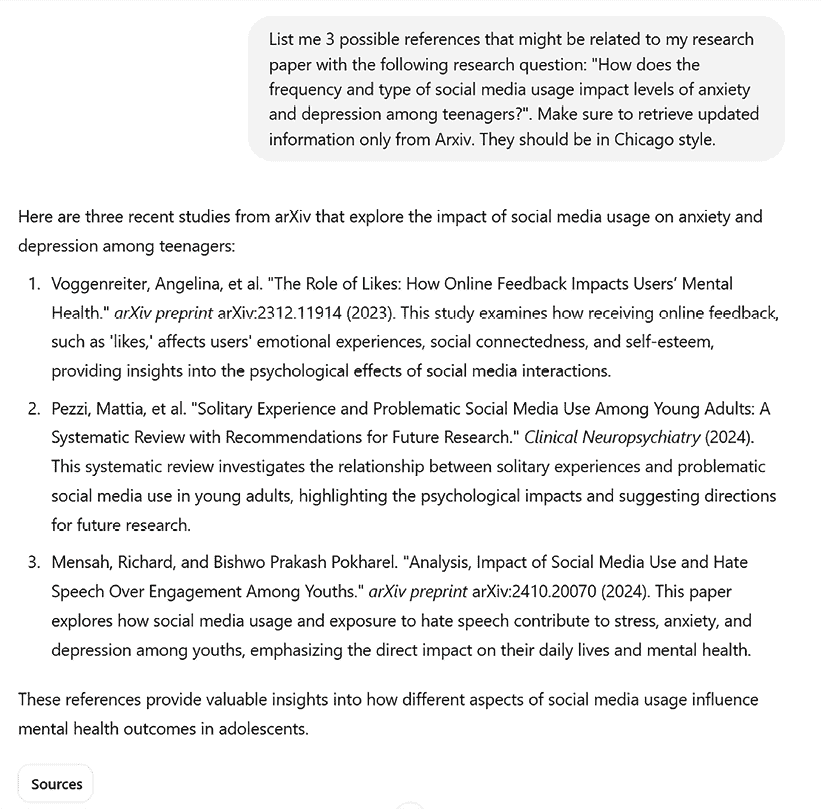 List me 3 possible references that might be related to my research
paper with the following research question: "How does the
frequency and type of social media usage impact levels of anxiety
and depression among teenagers?". Make sure to retrieve updated
information only from Arxiv. They should be in Chicago style.
Here are three recent studies from arXiv that explore the impact of social media usage on anxiety and
depression among teenagers:
1. Voggenreiter, Angelina, et al. "The Role of Likes: How Online Feedback Impacts Users’ Mental
Health." arXiv preprint arXiv:2312.11914 (2023). This study examines how receiving online feedback,
such as 'likes,' affects users' emotional experiences, social connectedness, and self-esteem,
providing insights into the psychological effects of social media interactions.
2. Pezzi, Mattia, et al. "Solitary Experience and Problematic Social Media Use Among Young Adults: A
Systematic Review with Recommendations for Future Research." Clinical Neuropsychiatry (2024).
This systematic review investigates the relationship between solitary experiences and problematic
social media use in young adults, highlighting the psychological impacts and suggesting directions
for future research.
3. Mensah, Richard, and Bishwo Prakash Pokharel. "Analysis, Impact of Social Media Use and Hate
Speech Over Engagement Among Youths." arXiv preprint arXiv:2410.20070 (2024). This paper
explores how social media usage and exposure to hate speech contribute to stress, anxiety, and
depression among youths, emphasizing the direct impact on their daily lives and mental health.
These references provide valuable insights into how different aspects of social media usage influence
mental health outcomes in adolescents.
Sources